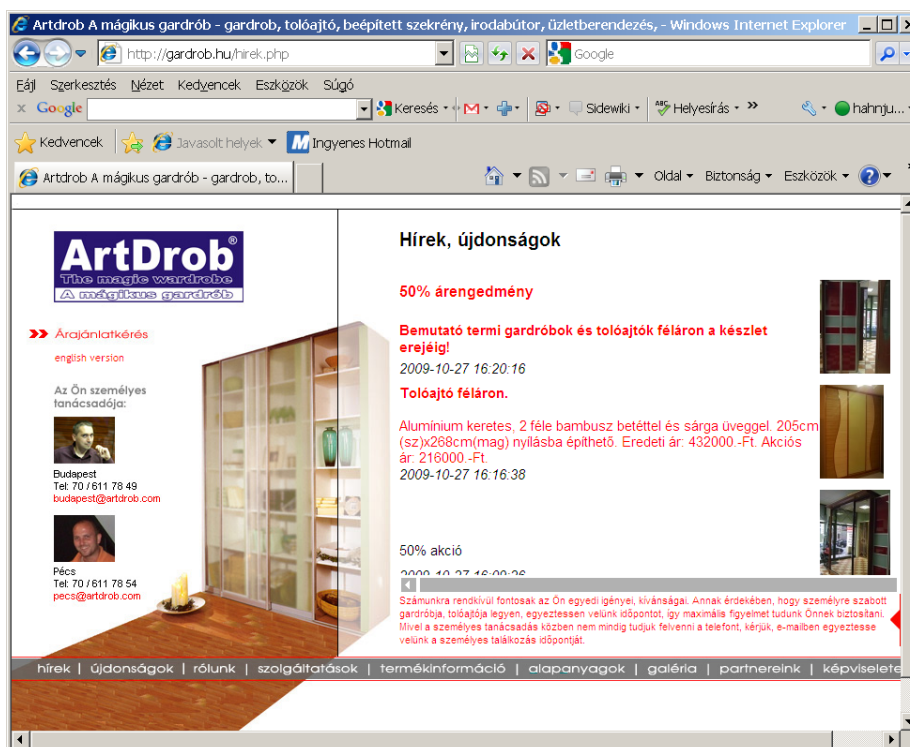 Artdrob A mágikus gardrób - gardrob, tolóajtó, beépített szekrény, irodabútor, üzletberendezés, - Windows Internet Explorer
http://gardrob.hu/hirek.php
Google
Fájl Szerkesztés Nézet Kedvencek Eszközök Súgó
x Google Keresés Sidewiki ABC Helyesírás » hahnju...
Kedvencek Javasolt helyek M Ingyenes Hotmail
Artdrob A mágikus gardrób - gardrob, to...
Oldal Biztonság Eszközök ? »
ArtDrob®
The magic wardrobe
A mágikus gardrób
Árajánlatkérés
english version
Az Ön személyes
tanácsadója:
Budapest
Tel: 70 / 611 78 49
budapest@artdrob.com
Pécs
Tel: 70 / 611 78 54
pecs@artdrob.com
Hírek, újdonságok
50% árengedmény
Bemutató termi gardróbok és tolóajtók féláron a készlet
erejéig!
2009-10-27 16:20:16
Tolóajtó féláron.
Alumínium keretes, 2 féle bambusz betéttel és sárga üveggel. 205cm
(sz)x268cm(mag) nyílásba építhető. Eredeti ár: 432000.-Ft. Akciós
ár: 216000.-Ft.
2009-10-27 16:16:38
50% akció
2009-10-27 16:09:26
Számunkra rendkívül fontosak az Ön egyedi igényei, kívánságai. Annak érdekében, hogy személyre szabott
gardróbja, tolóajtója legyen, egyeztessen velünk időpontot, így maximális figyelmet tudunk Önnek biztosítani.
Mivel a személyes tanácsadás közben nem mindig tudjuk felvenni a telefont, kérjük, e-mailben egyeztesse
velünk a személyes találkozás időpontját.
hírek | újdonságok | rólunk | szolgáltatások | termékinformáció | alapanyagok | galéria | partnereink | képviselete